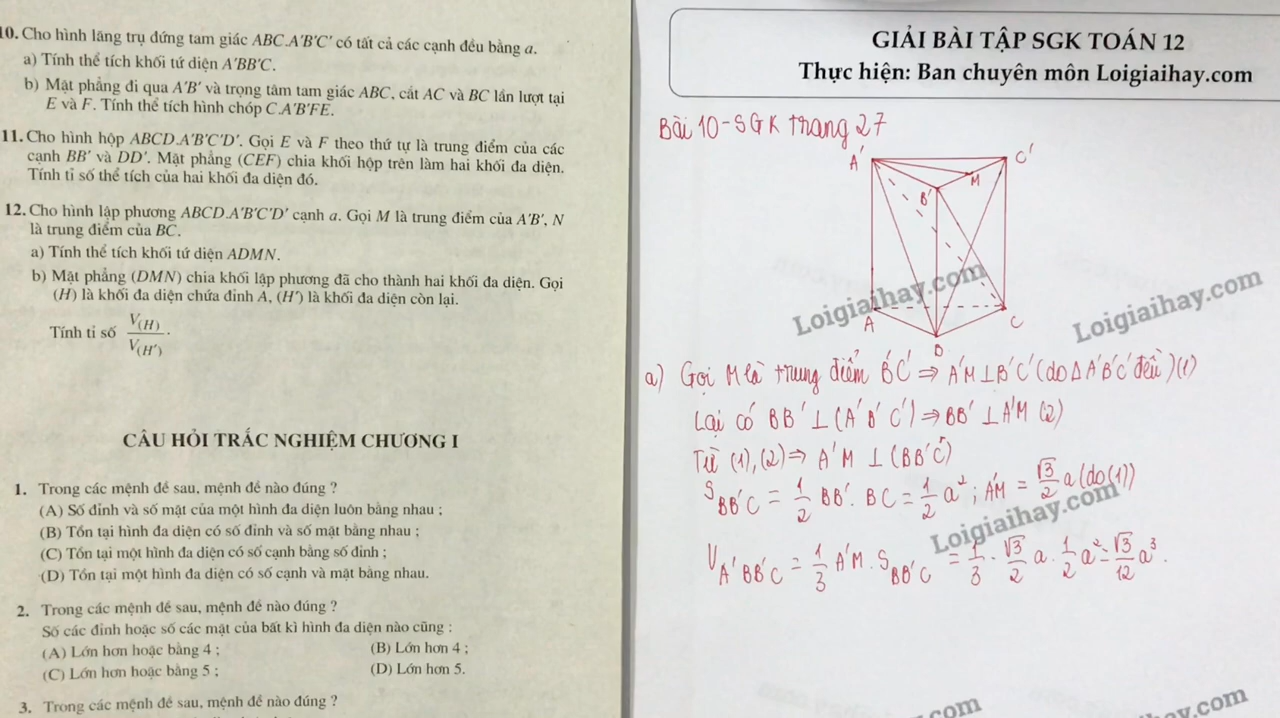 10. Cho hình lăng trụ đứng tam giác ABC.A'B'C' có tất cả các cạnh đều bằng a.
a) Tính thể tích khối tứ diện A'BB'C.
b) Mặt phẳng đi qua A'B' và trọng tâm tam giác ABC, cắt AC và BC lần lượt tại
E và F. Tính thể tích hình chóp C.A'B'FE.
11. Cho hình hộp ABCD.A'B'C'D'. Gọi E và F theo thứ tự là trung điểm của các
cạnh BB' và DD'. Mặt phẳng (CEF) chia khối hộp trên làm hai khối đa diện.
Tính tỉ số thể tích của hai khối đa diện đó.
12. Cho hình lập phương ABCD.A'B'C'D' cạnh a. Gọi M là trung điểm của A'B', N
là trung điểm của BC.
a) Tính thể tích khối tứ diện ADMN.
b) Mặt phẳng (DMN) chia khối lập phương đã cho thành hai khối đa diện. Gọi
(H) là khối đa diện chứa đỉnh A, (H') là khối đa diện còn lại.
Tính tỉ số V(H)/V(H').
CÂU HỎI TRẮC NGHIỆM CHƯƠNG I
1. Trong các mệnh đề sau, mệnh đề nào đúng ?
(A) Số đỉnh và số mặt của một hình đa diện luôn bằng nhau ;
(B) Tồn tại hình đa diện có số đỉnh và số mặt bằng nhau ;
(C) Tồn tại một hình đa diện có số cạnh bằng số đỉnh ;
(D) Tồn tại một hình đa diện có số cạnh và mặt bằng nhau.
2. Trong các mệnh đề sau, mệnh đề nào đúng ?
Số các đỉnh hoặc số các mặt của bất kì hình đa diện nào cũng :
(A) Lớn hơn hoặc bằng 4 ; (B) Lớn hơn 4 ;
(C) Lớn hơn hoặc bằng 5 ; (D) Lớn hơn 5.
3. Trong các mệnh đề sau, mệnh đề nào đúng ?
GIẢI BÀI TẬP SGK TOÁN 12
Thực hiện: Ban chuyên môn Loigiaihay.com
Bài 10-SGK trang 27
A' C'
M
B'
Loigiaihay.com
Loigiaihay.com
A C
B
a) Gọi M là trung điểm B'C' ⇒ A'M⊥B'C' (do Δ A'B'C' đều) (1)
Lại có BB' ⊥ (A'B'C') ⇒ BB' ⊥ A'M (2)
Từ (1), (2) ⇒ A'M ⊥ (BB'C)
S BB'C = 1/2 BB'. BC = 1/2 a² ; A'M = √3/2 a (do (1))
Loigiaihay.com
V A'BB'C = 1/3 A'M . S BB'C = 1/3 . √3/2 a . 1/2 a² = √3/12 a³.